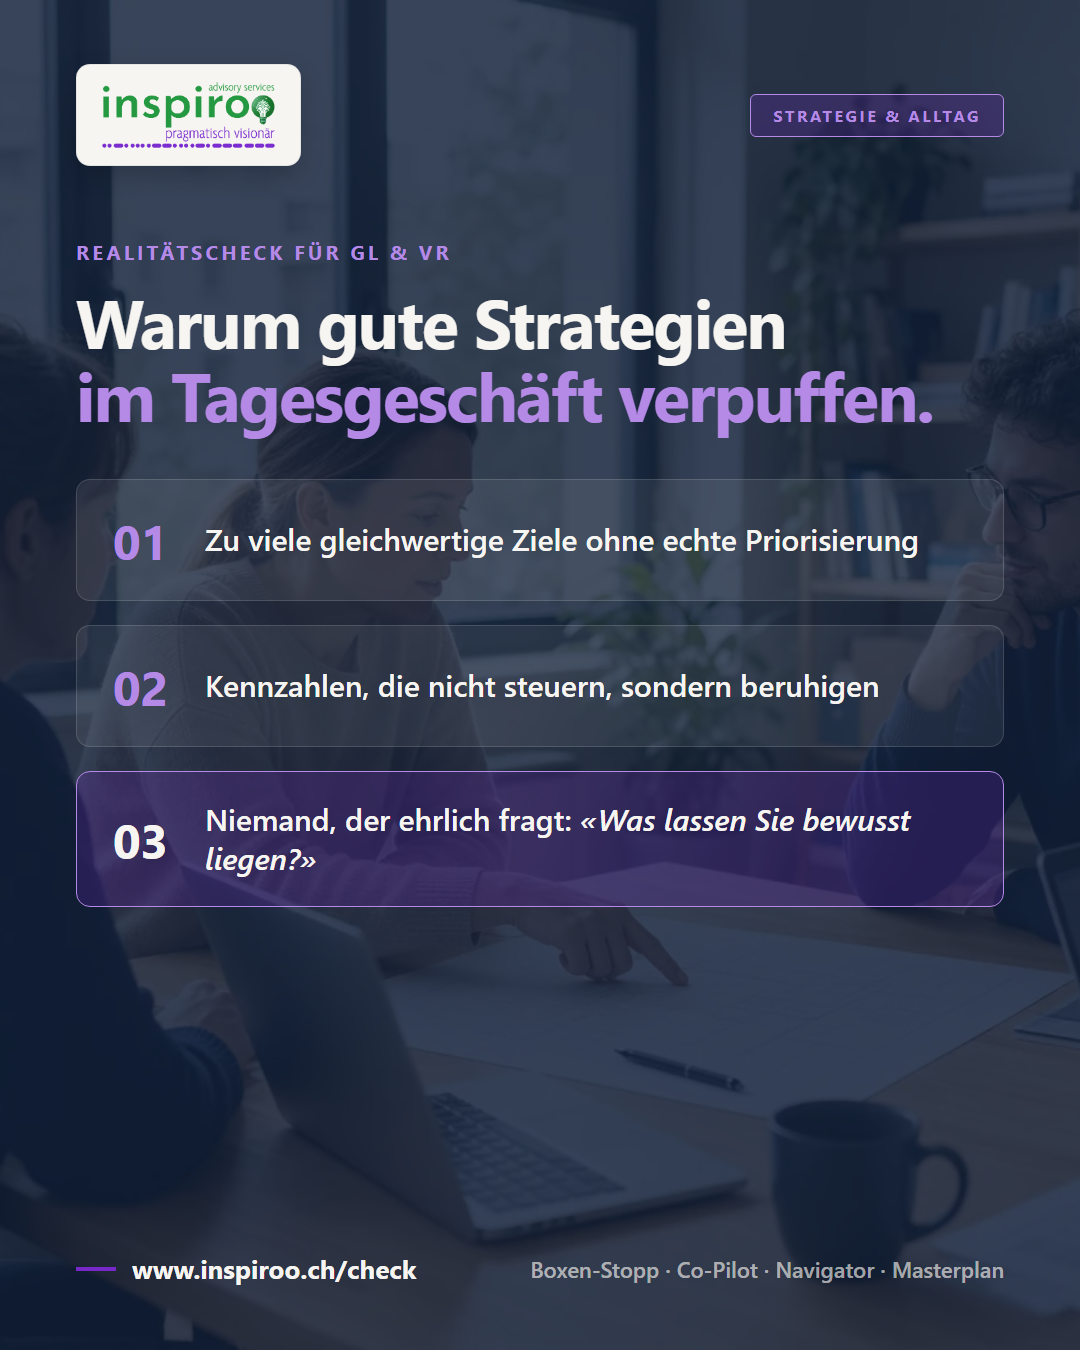 advisory services
inspiroo
pragmatisch visionär
STRATEGIE & ALLTAG
REALITÄTSCHECK FÜR GL & VR
Warum gute Strategien
im Tagesgeschäft verpuffen.
01 Zu viele gleichwertige Ziele ohne echte Priorisierung
02 Kennzahlen, die nicht steuern, sondern beruhigen
03 Niemand, der ehrlich fragt: «Was lassen Sie bewusst
liegen?»
www.inspiroo.ch/check
Boxen-Stopp · Co-Pilot · Navigator · Masterplan